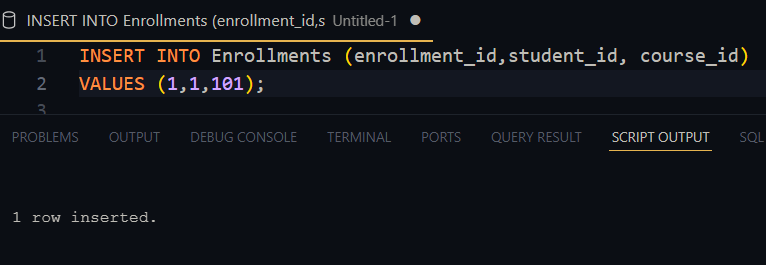 INSERT INTO Enrollments (enrollment_id,s Untitled-1
1 INSERT INTO Enrollments (enrollment_id,student_id, course_id)
2 VALUES (1,1,101);
3
PROBLEMS OUTPUT DEBUG CONSOLE TERMINAL PORTS QUERY RESULT SCRIPT OUTPUT SQL
1 row inserted.